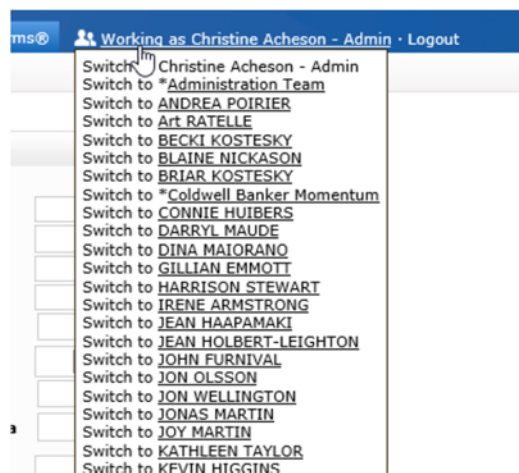 ms® Working as Christine Acheson - Admin · Logout
Switch Christine Acheson - Admin
Switch to *Administration Team
Switch to ANDREA POIRIER
Switch to Art RATELLE
Switch to BECKI KOSTESKY
Switch to BLAINE NICKASON
Switch to BRIAR KOSTESKY
Switch to *Coldwell Banker Momentum
Switch to CONNIE HUIBERS
Switch to DARRYL MAUDE
Switch to DINA MAIORANO
Switch to GILLIAN EMMOTT
Switch to HARRISON STEWART
Switch to IRENE ARMSTRONG
Switch to JEAN HAAPAMAKI
Switch to JEAN HOLBERT-LEIGHTON
Switch to JOHN FURNIVAL
Switch to JON OLSSON
Switch to JON WELLINGTON
Switch to JONAS MARTIN
a
Switch to JOY MARTIN
Switch to KATHLEEN TAYLOR
Switch to KEVIN HIGGINS